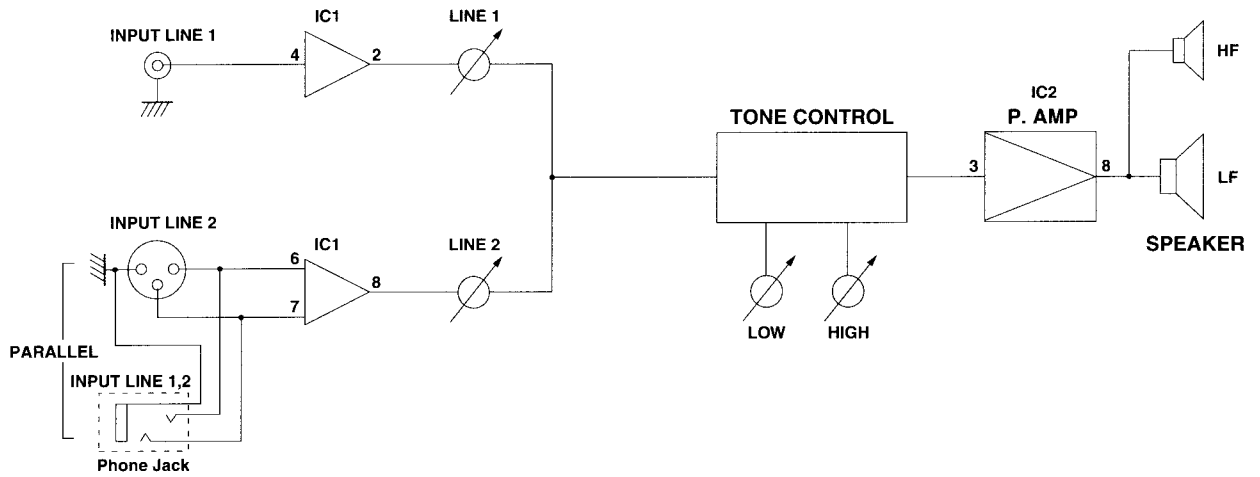 INPUT LINE 1
IC1
4
2
LINE 1
TONE CONTROL
IC2
P. AMP
3
8
HF
LF
SPEAKER
INPUT LINE 2
IC1
6
7
8
LINE 2
LOW
HIGH
PARALLEL
INPUT LINE 1,2
Phone Jack